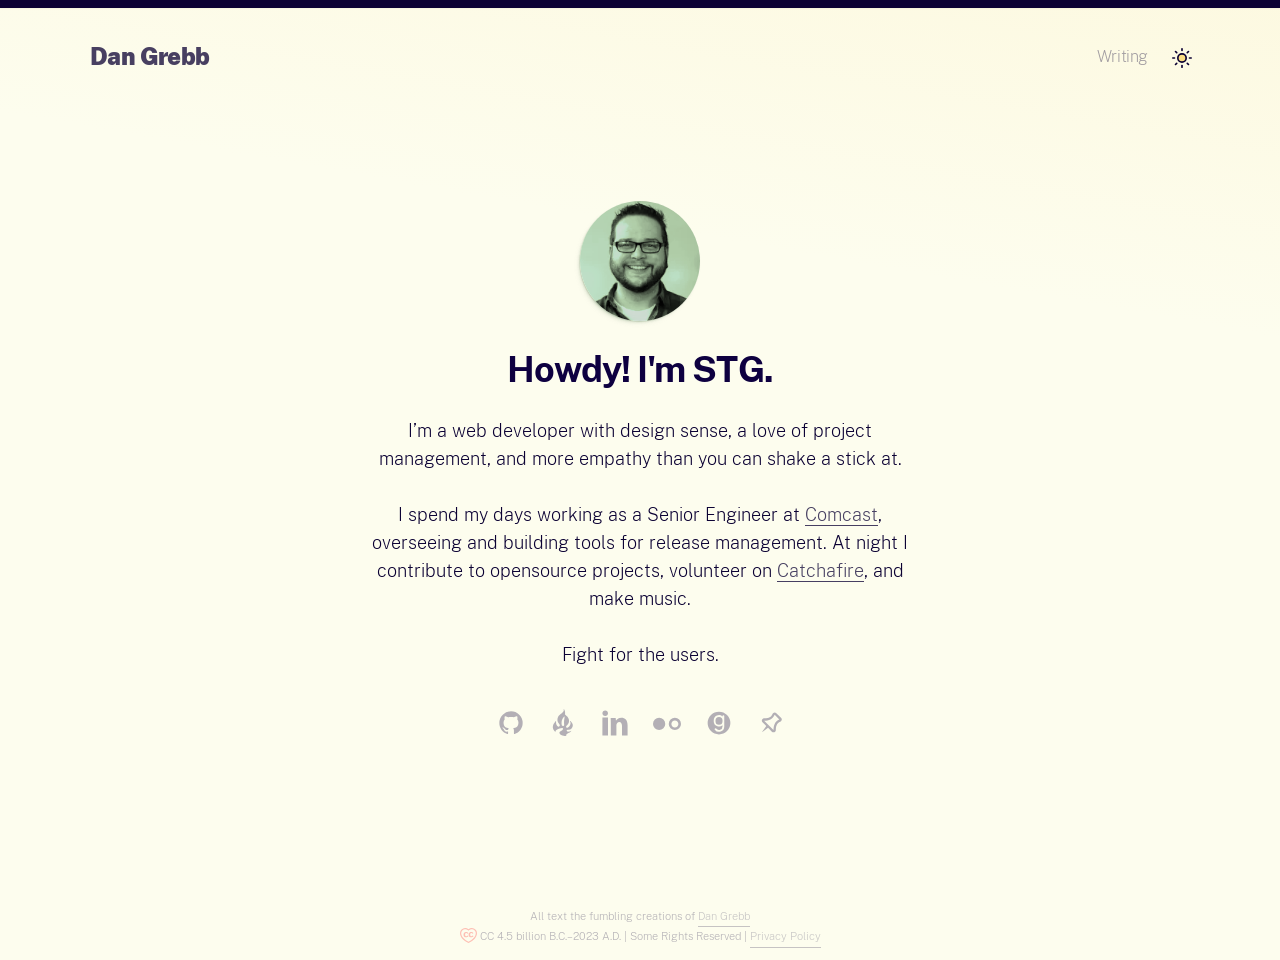 Dan Grebb
Writing
Howdy! I'm STG.
I’m a web developer with design sense, a love of project
management, and more empathy than you can shake a stick at.
I spend my days working as a Senior Engineer at Comcast,
overseeing and building tools for release management. At night I
contribute to opensource projects, volunteer on Catchafire, and
make music.
Fight for the users.
All text the fumbling creations of Dan Grebb
CC 4.5 billion B.C.–2023 A.D. | Some Rights Reserved | Privacy Policy